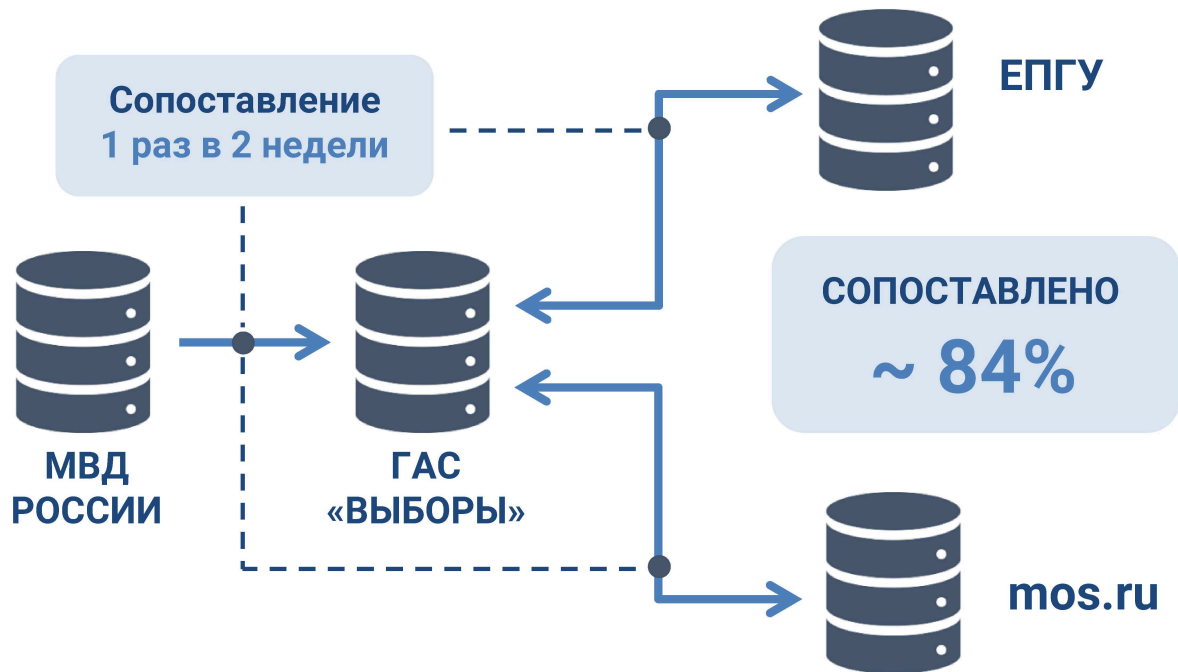 ЕПГУ
Сопоставление
1 раз в 2 недели
СОПОСТАВЛЕНО
~ 84%
МВД
РОССИИ
ГАС
«ВЫБОРЫ»
mos.ru